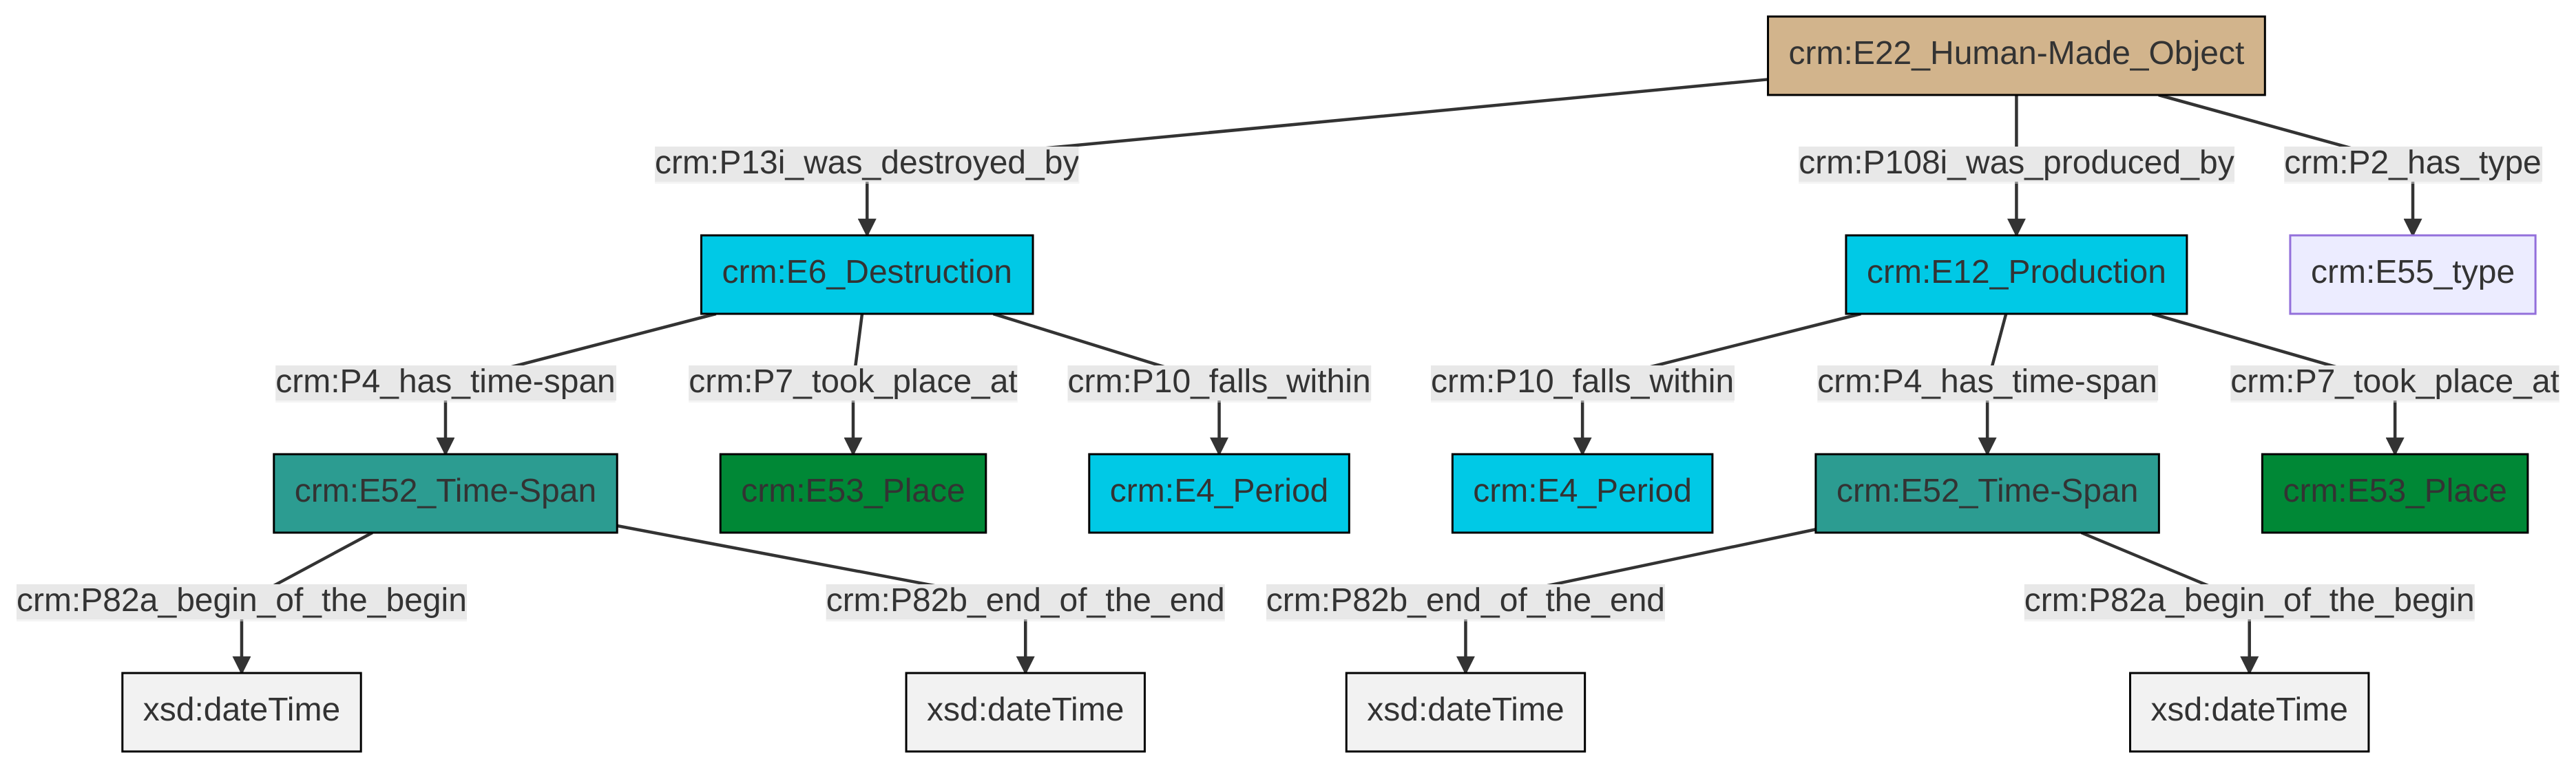 crm:E22_Human-Made_Object
crm:P13i_was_destroyed_by
crm:P108i_was_produced_by
crm:P2_has_type
crm:E6_Destruction
crm:E12_Production
crm:E55_type
crm:P4_has_time-span
crm:P7_took_place_at
crm:P10_falls_within
crm:P10_falls_within
crm:P4_has_time-span
crm:P7_took_place_at
crm:E52_Time-Span
crm:E53_Place
crm:E4_Period
crm:E4_Period
crm:E52_Time-Span
crm:E53_Place
crm:P82a_begin_of_the_begin
crm:P82b_end_of_the_end
crm:P82b_end_of_the_end
crm:P82a_begin_of_the_begin
xsd:dateTime
xsd:dateTime
xsd:dateTime
xsd:dateTime